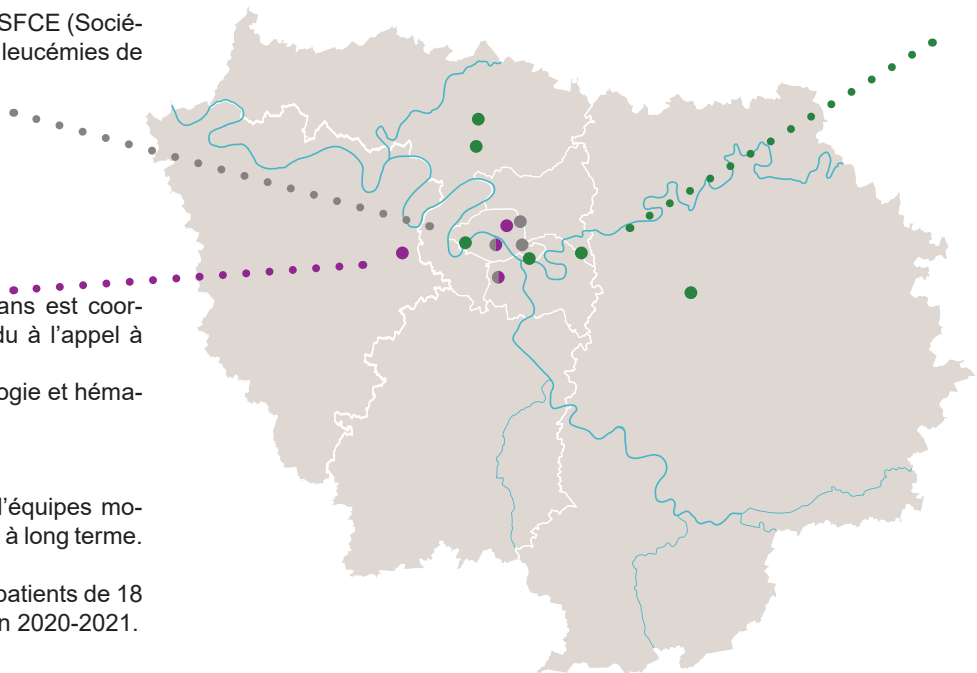 SFCE (Socié-
leucémies de
ans est coor-
du à l’appel à
ogie et héma-
l’équipes mo-
à long terme.
patients de 18
n 2020-2021.